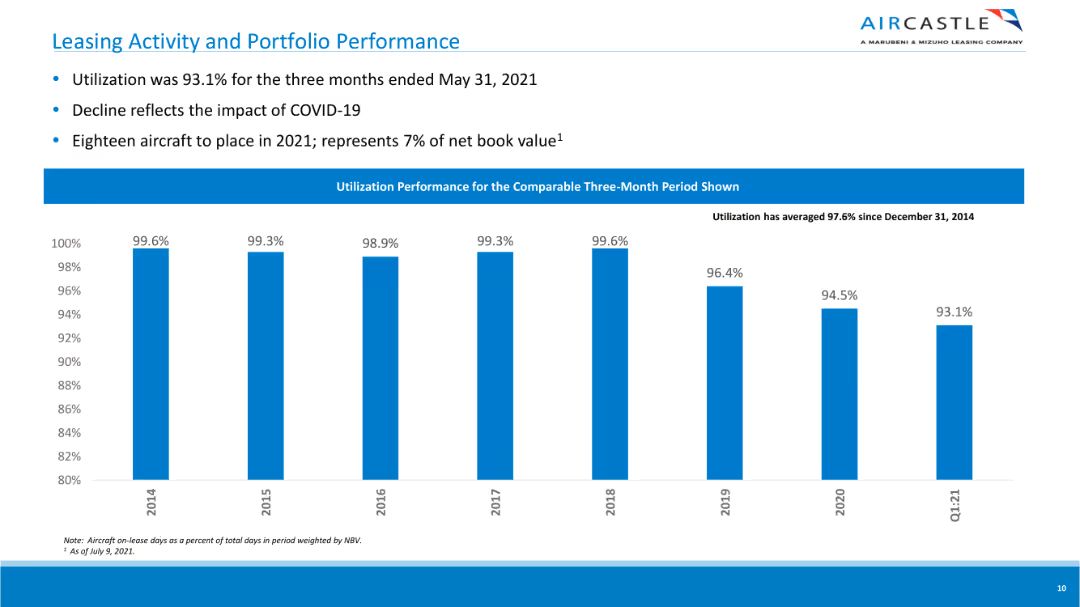 AIRCASTLE
A MARUBENI & MIZUHO LEASING COMPANY
Leasing Activity and Portfolio Performance
• Utilization was 93.1% for the three months ended May 31, 2021
• Decline reflects the impact of COVID-19
• Eighteen aircraft to place in 2021; represents 7% of net book value¹
Utilization Performance for the Comparable Three-Month Period Shown
Utilization has averaged 97.6% since December 31, 2014
100%
98%
96%
94%
92%
90%
88%
86%
84%
82%
80%
99.6%
99.3%
98.9%
99.3%
99.6%
96.4%
94.5%
93.1%
2014
2015
2016
2017
2018
2019
2020
Q1:21
Note: Aircraft on-lease days as a percent of total days in period weighted by NBV.
¹ As of July 9, 2021.
10